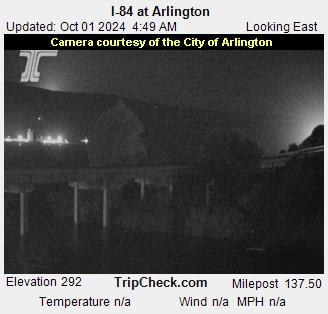 I-84 at Arlington
Updated: Oct 01 2024 4:49 AM Looking East
Camera courtesy of the City of Arlington
Elevation 292 TripCheck.com Milepost 137.50
Temperature n/a Wind n/a MPH n/a